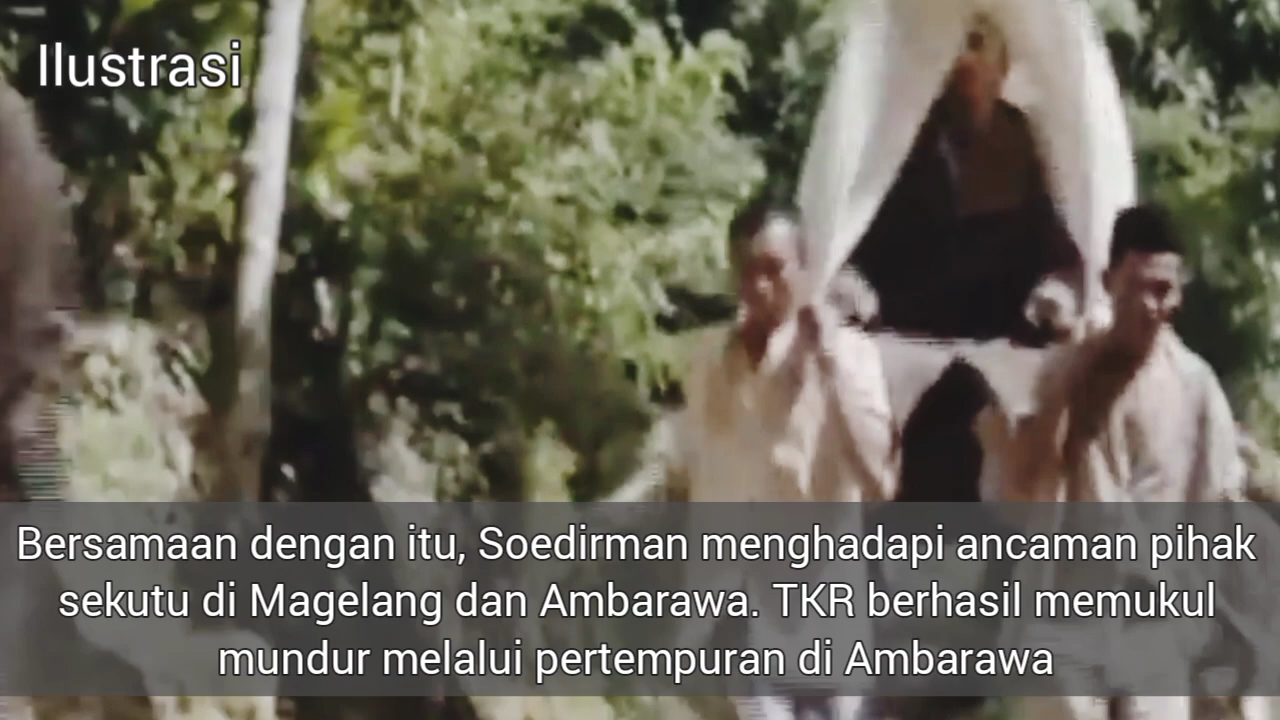 Ilustrasi
Bersamaan dengan itu, Soedirman menghadapi ancaman pihak
sekutu di Magelang dan Ambarawa. TKR berhasil memukul
mundur melalui pertempuran di Ambarawa